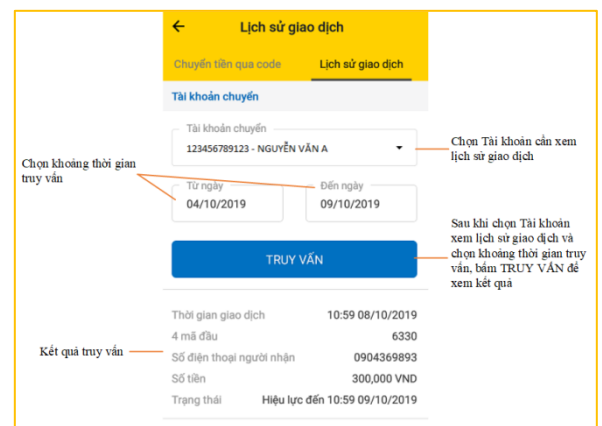 Lịch sử giao dịch
Chuyển tiền qua code Lịch sử giao dịch
Tài khoản chuyển
Tài khoản chuyển
123456789123 - NGUYỄN VĂN A
Chọn Tài khoản cần xem
lịch sử giao dịch
Chọn khoảng thời gian
truy vấn
Từ ngày Đến ngày
04/10/2019 09/10/2019
Sau khi chọn Tài khoản
xem lịch sử giao dịch và
chọn khoảng thời gian truy
vấn, bấm TRUY VẤN để
xem kết quả
TRUY VẤN
Thời gian giao dịch 10:59 08/10/2019
4 mã đầu 6330
Kết quả truy vấn
Số điện thoại người nhận 0904369893
Số tiền 300,000 VND
Trạng thái Hiệu lực đến 10:59 09/10/2019